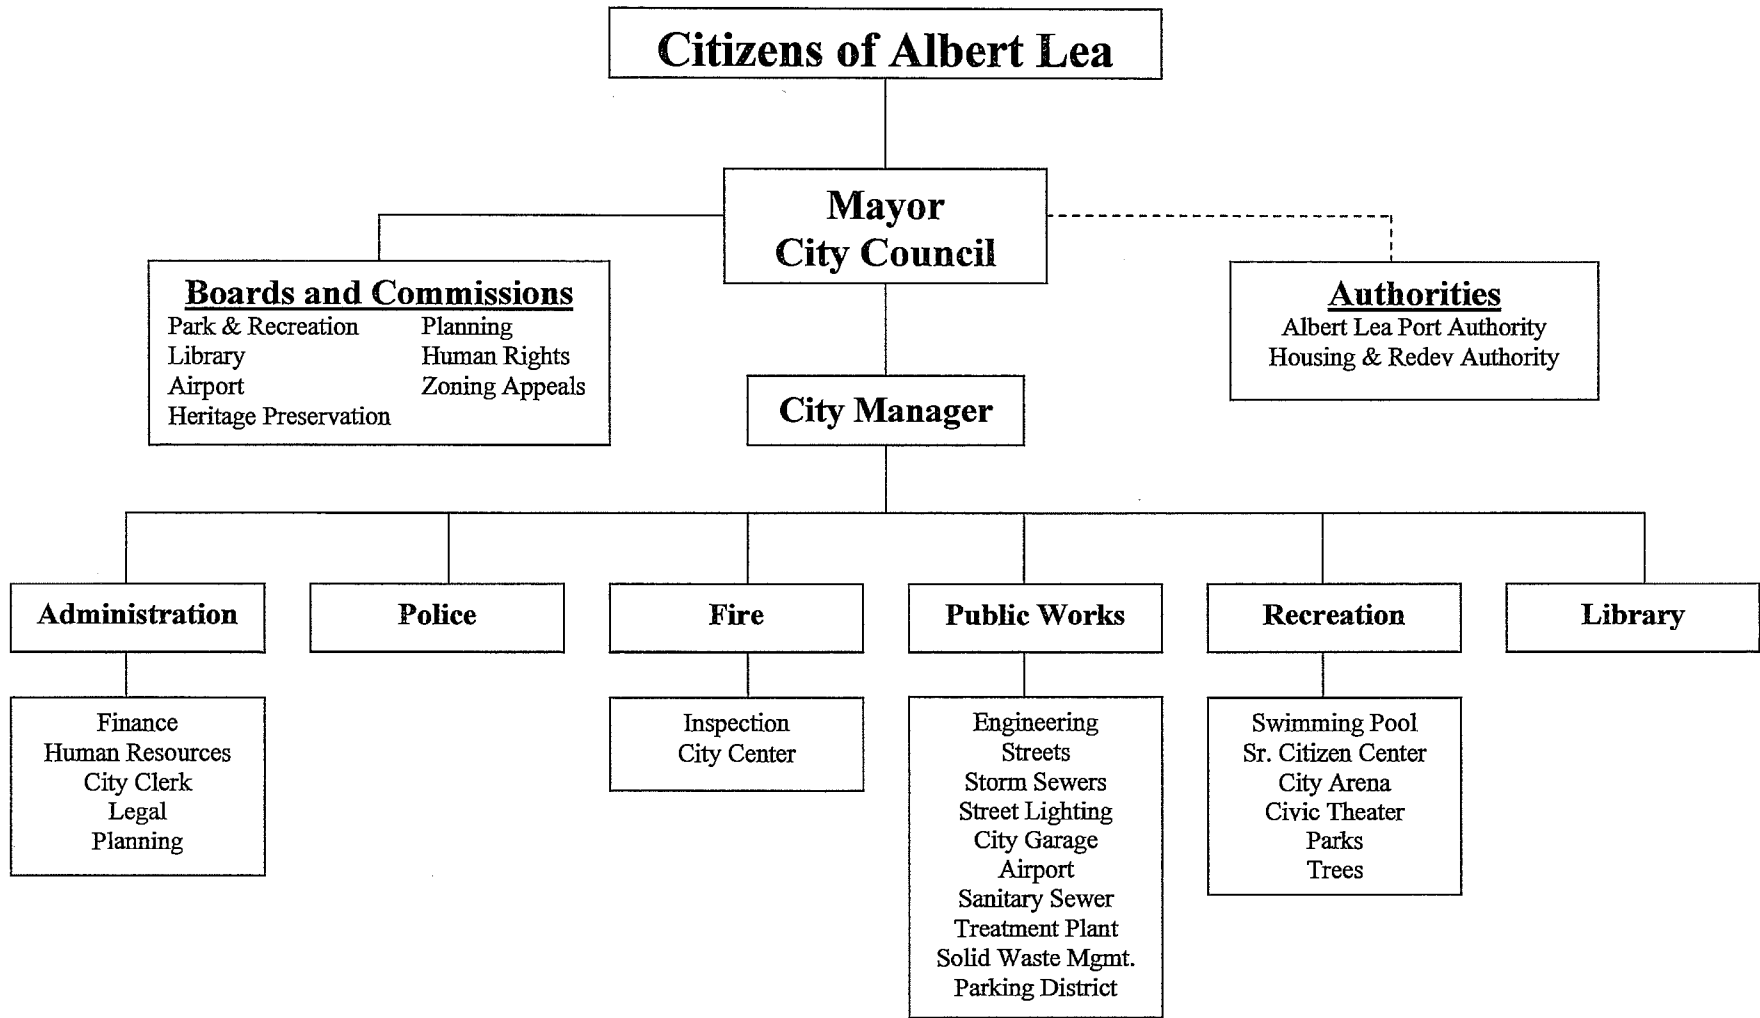 Citizens of Albert Lea
Mayor
City Council
Boards and Commissions
Park & Recreation
Library
Airport
Heritage Preservation
Planning
Human Rights
Zoning Appeals
Authorities
Albert Lea Port Authority
Housing & Redev Authority
City Manager
Administration
Police
Fire
Public Works
Recreation
Library
Finance
Human Resources
City Clerk
Legal
Planning
Inspection
City Center
Engineering
Streets
Storm Sewers
Street Lighting
City Garage
Airport
Sanitary Sewer
Treatment Plant
Solid Waste Mgmt.
Parking District
Swimming Pool
Sr. Citizen Center
City Arena
Civic Theater
Parks
Trees